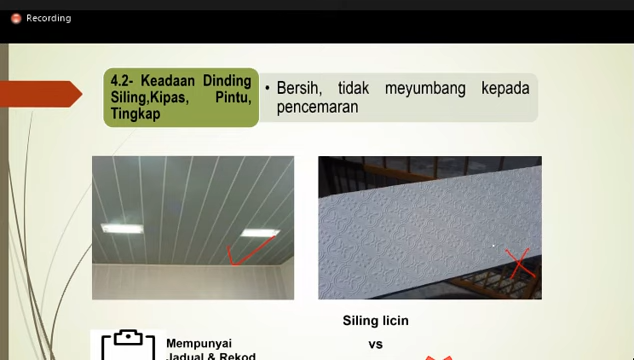 Recording
4.2- Keadaan Dinding
Siling,Kipas, Pintu,
Tingkap
• Bersih, tidak meyumbang kepada
pencemaran
Siling licin
vs
Mempunyai
Jadual & Rekod